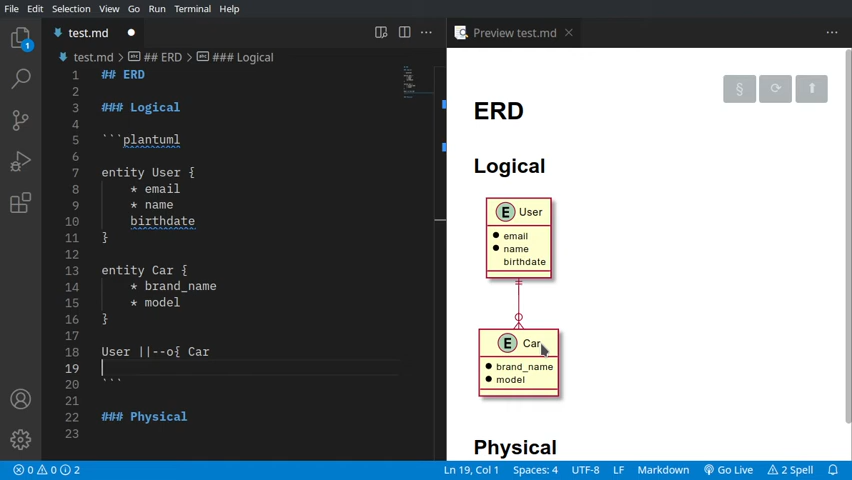 File Edit Selection View Go Run Terminal Help
test.md
Preview test.md
test.md > ## ERD > ### Logical
1 ## ERD
2
3 ### Logical
4
5 ```plantuml
6
7 entity User {
8 * email
9 * name
10 birthdate
11 }
12
13 entity Car {
14 * brand_name
15 * model
16 }
17
18 User ||--o{ Car
19
20 ```
21
22 ### Physical
23
§
ERD
Logical
E User
email
name
birthdate
E Car
brand_name
model
Physical
1
0 0 2
Ln 19, Col 1 Spaces: 4 UTF-8 LF Markdown Go Live 2 Spell